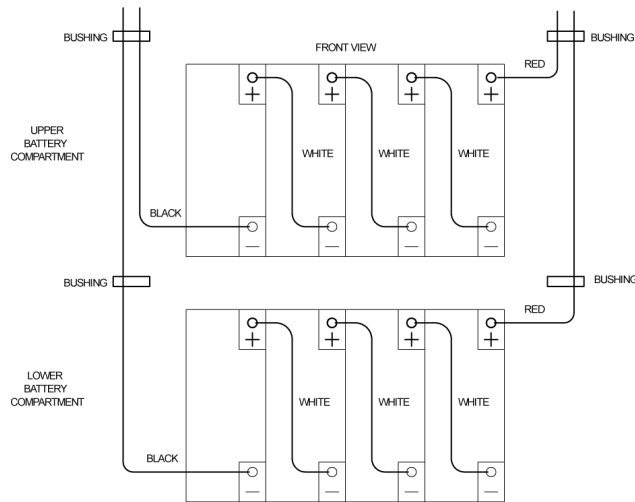 BUSHING
BUSHING
FRONT VIEW
RED
+ + + +
UPPER
BATTERY
COMPARTMENT
WHITE WHITE WHITE
BLACK
– – – –
BUSHING
BUSHING
RED
+ + + +
LOWER
BATTERY
COMPARTMENT
WHITE WHITE WHITE
BLACK
– – – –